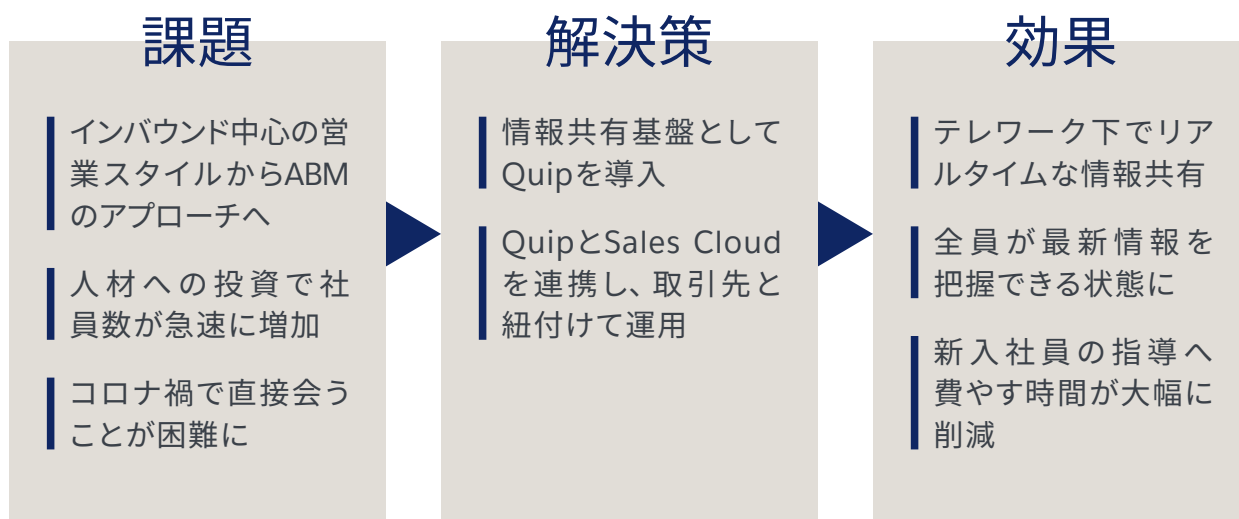 課題
インバウンド中心の営
業スタイルからABM
のアプローチへ
人材への投資で社
員数が急速に増加
コロナ禍で直接会う
ことが困難に
解決策
情報共有基盤として
Quipを導入
QuipとSales Cloud
を連携し、取引先と
紐付けて運用
効果
テレワーク下でリア
ルタイムな情報共有
全員が最新情報を
把握できる状態に
新入社員の指導へ
費やす時間が大幅に
削減